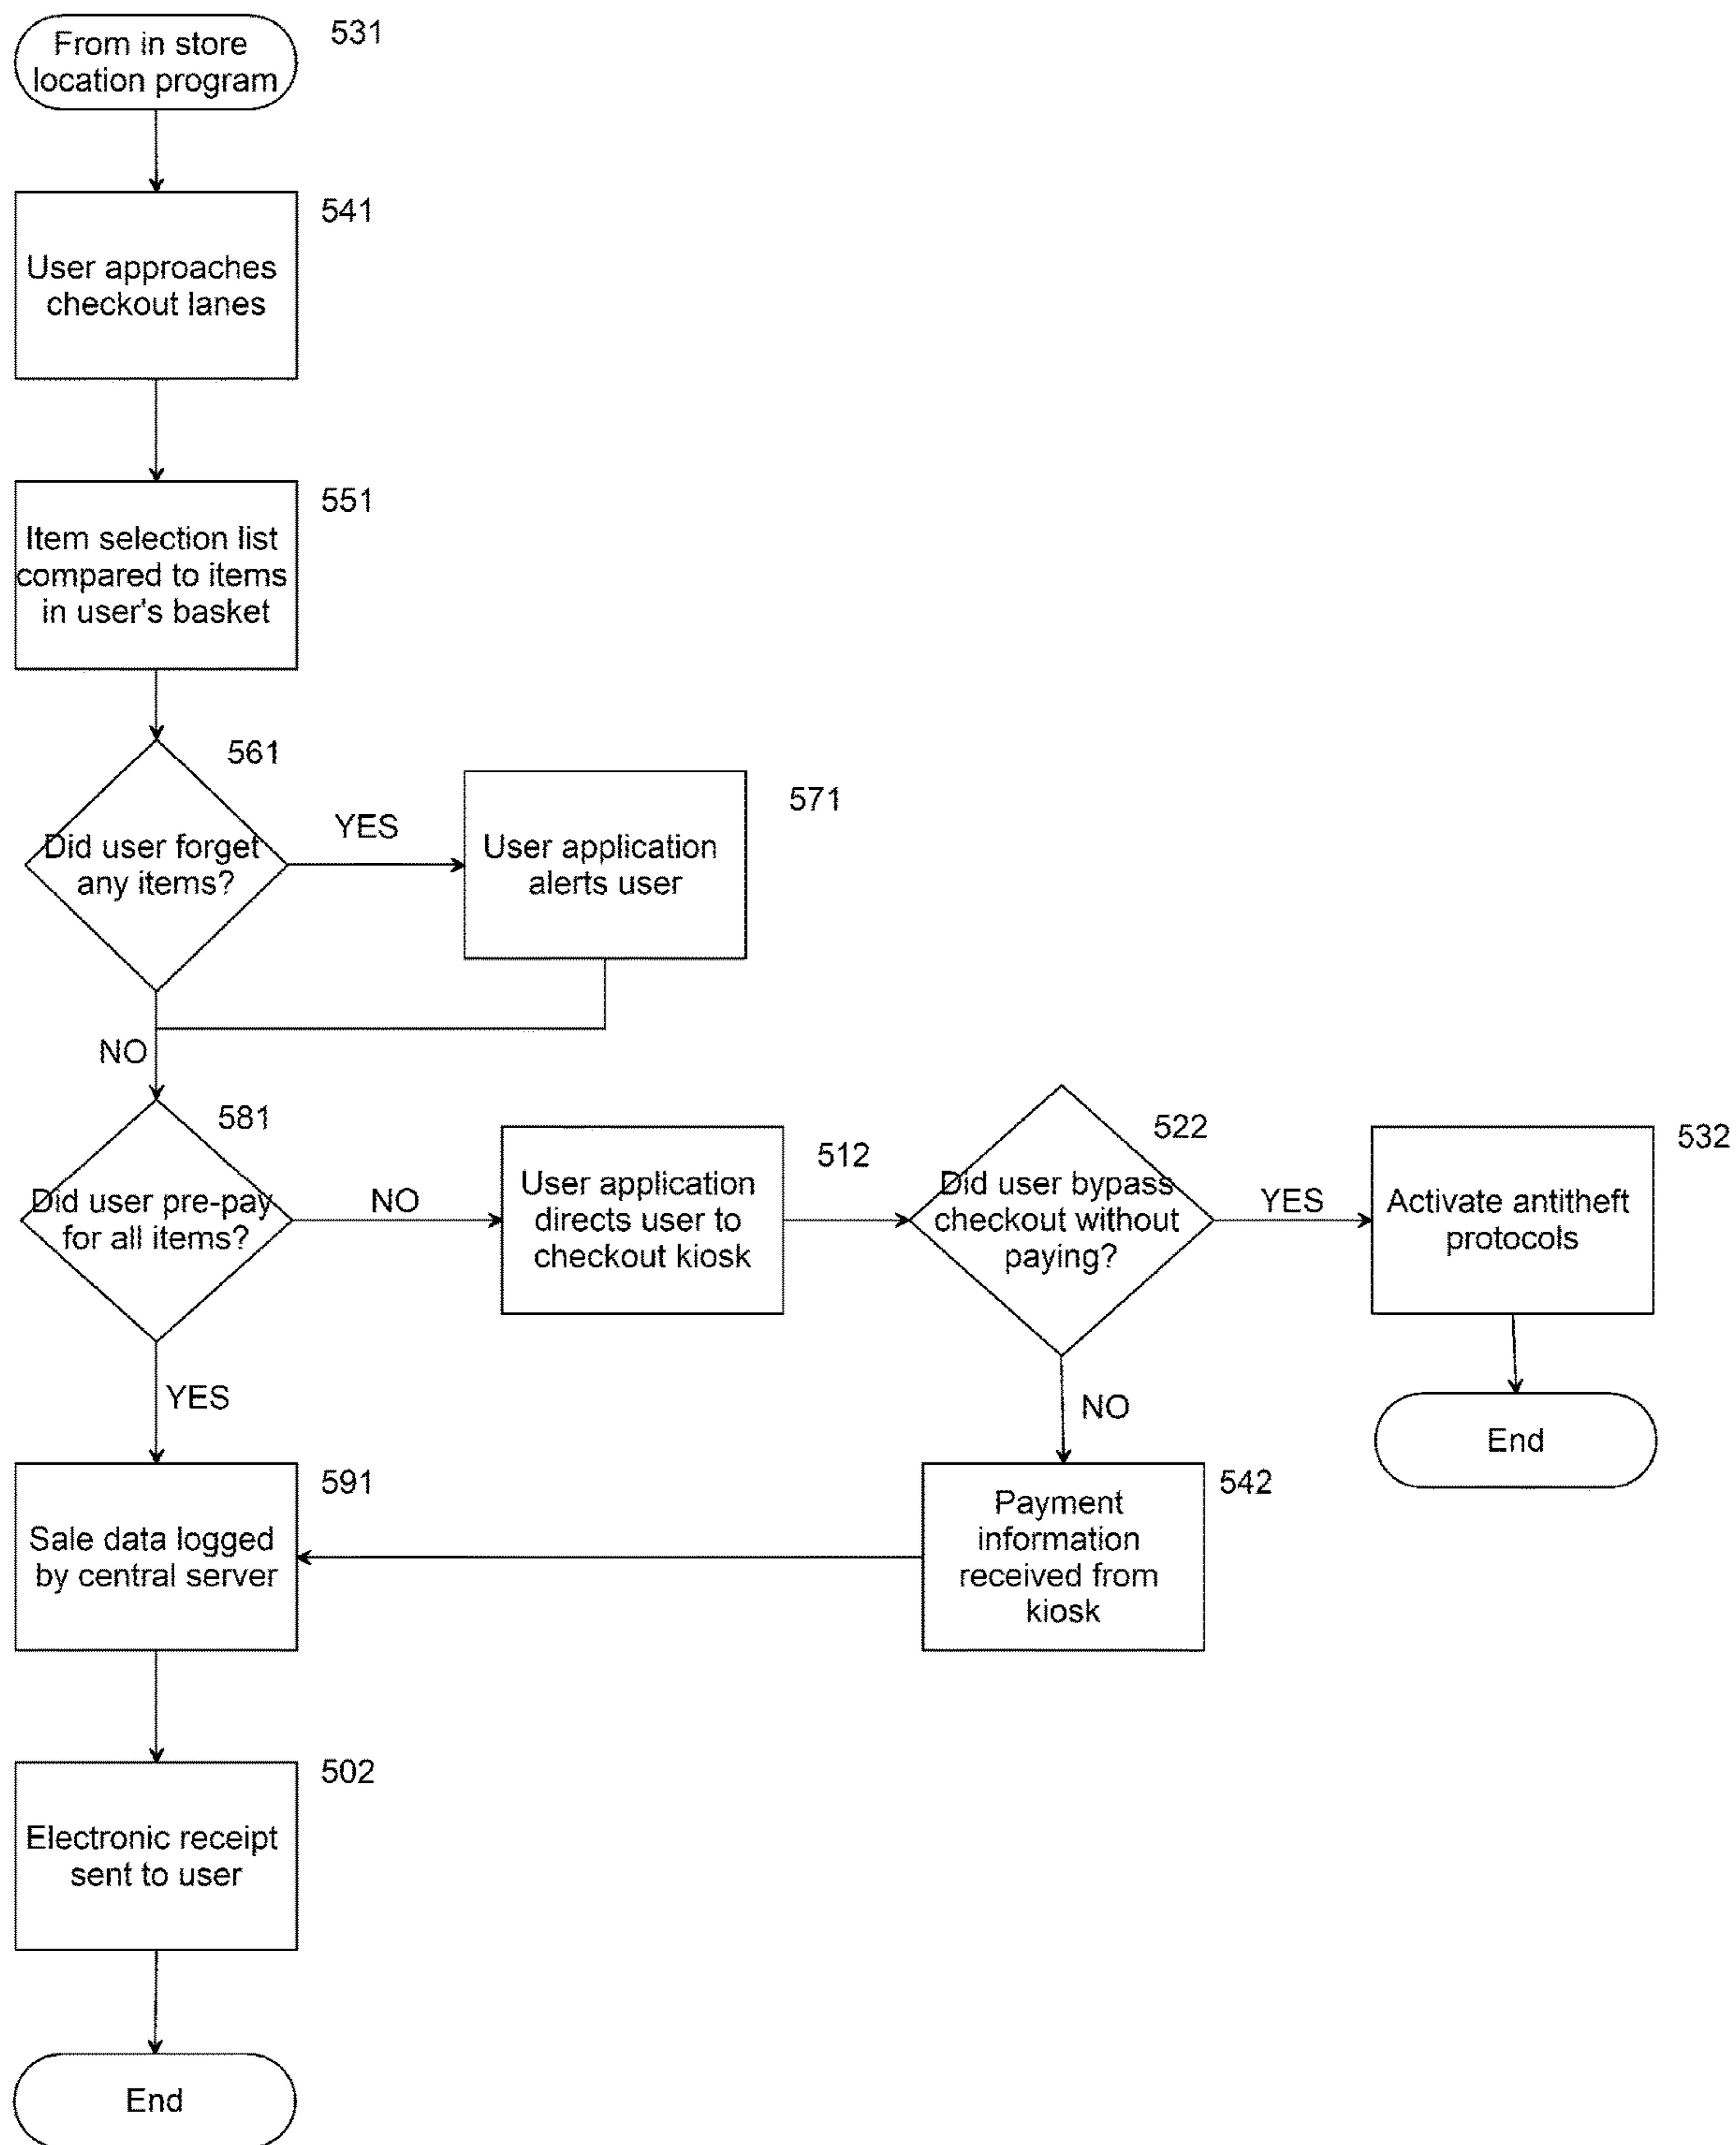 From in store
location program
531
541
User approaches
checkout lanes
551
Item selection list
compared to items
in user's basket
561
Did user forget
any items?
YES
571
User application
alerts user
NO
581
Did user pre-pay
for all items?
NO
512
User application
directs user to
checkout kiosk
522
Did user bypass
checkout without
paying?
YES
532
Activate antitheft
protocols
End
YES
NO
591
Sale data logged
by central server
542
Payment
information
received from
kiosk
502
Electronic receipt
sent to user
End